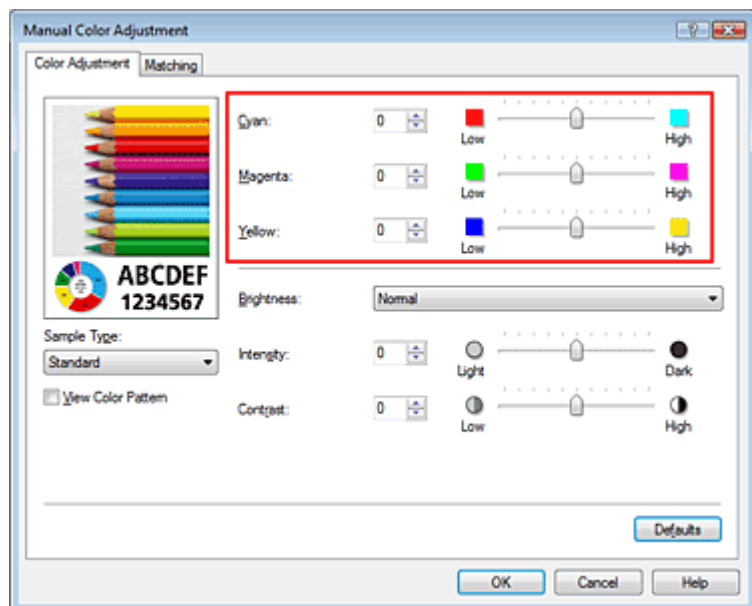 Manual Color Adjustment
Color Adjustment Matching
Cyan: 0 Low High
Magenta: 0 Low High
Yellow: 0 Low High
ABCDEF
1234567
Brightness: Normal
Sample Type:
Standard
Intensity: 0 Light Dark
View Color Pattern
Contrast: 0 Low High
Defaults
OK Cancel Help